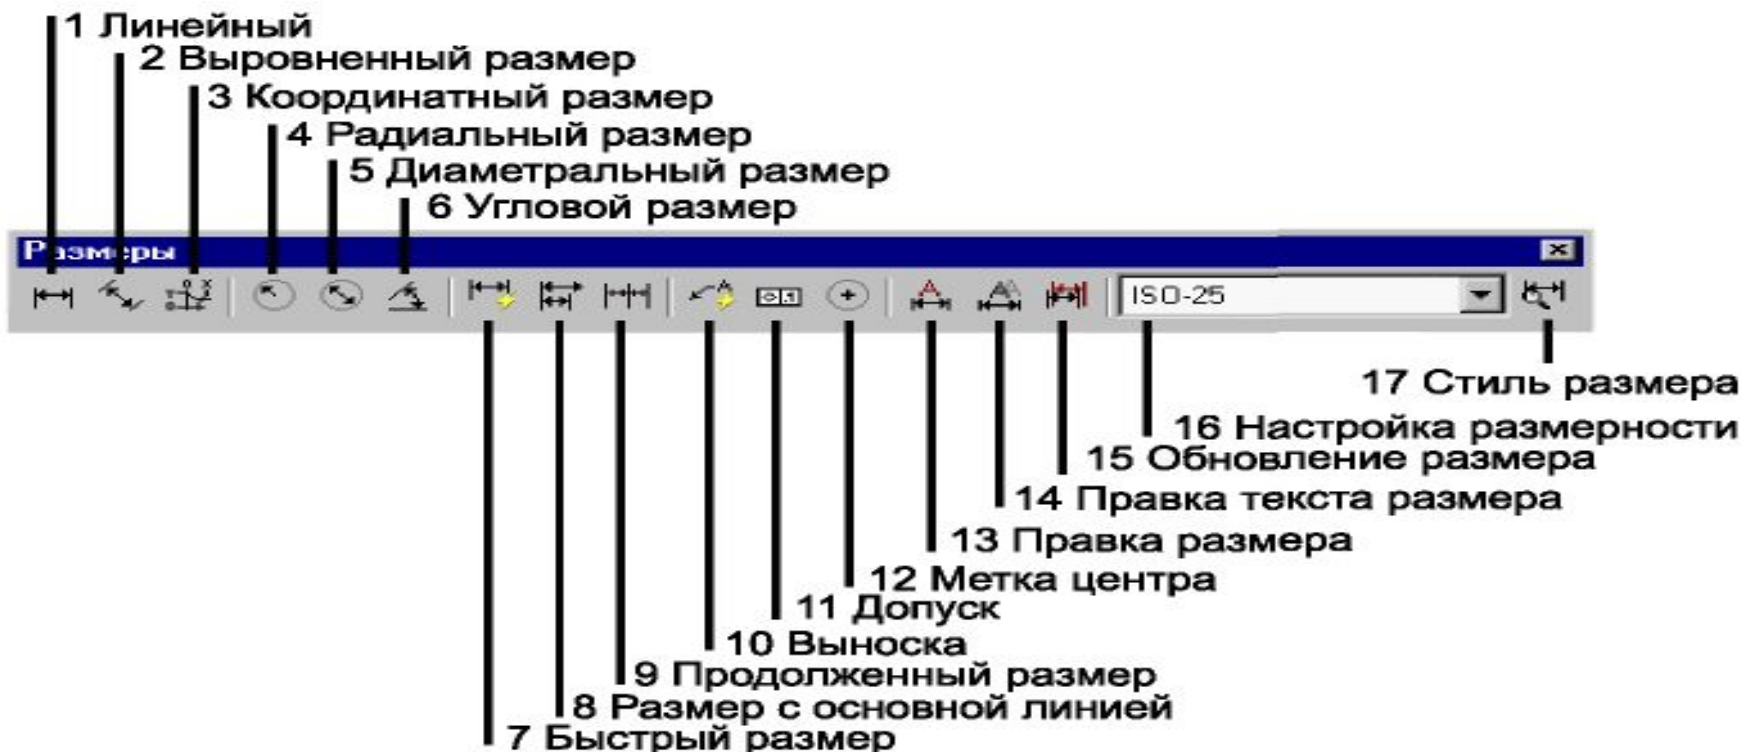 1 Линейный
2 Выровненный размер
3 Координатный размер
4 Радиальный размер
5 Диаметральный размер
6 Угловой размер
Размеры
ISO-25
17 Стиль размера
16 Настройка размерности
15 Обновление размера
14 Правка текста размера
13 Правка размера
12 Метка центра
11 Допуск
10 Выноска
9 Продолженный размер
8 Размер с основной линией
7 Быстрый размер